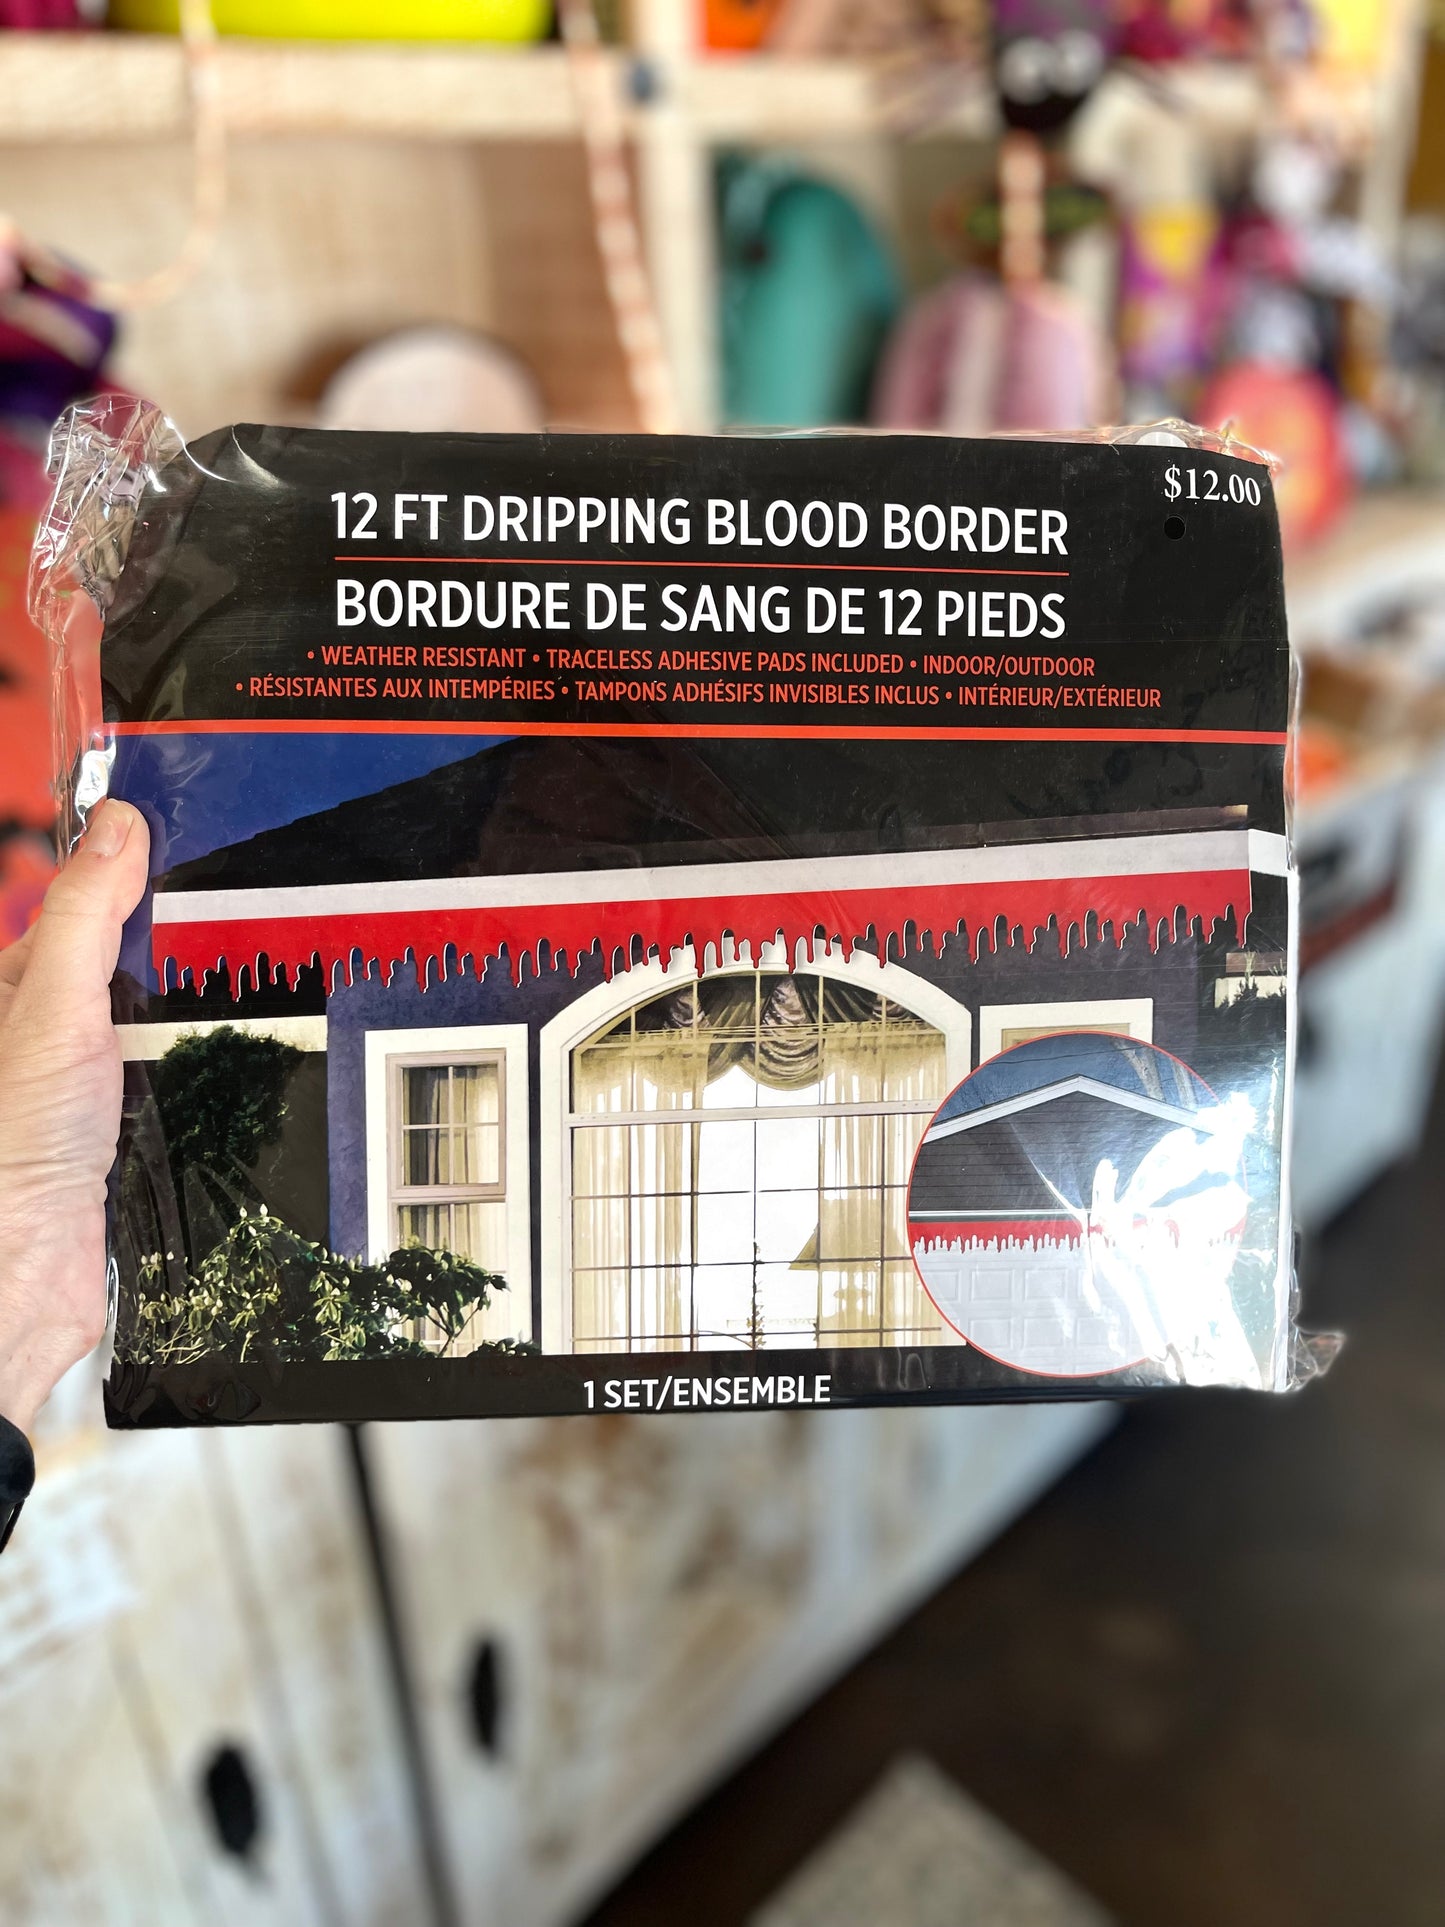 $12.00
12 FT DRIPPING BLOOD BORDER
BORDURE DE SANG DE 12 PIEDS
• WEATHER RESISTANT • TRACELESS ADHESIVE PADS INCLUDED • INDOOR/OUTDOOR
• RÉSISTANTES AUX INTEMPÉRIES • TAMPONS ADHÉSIFS INVISIBLES INCLUS • INTÉRIEUR/EXTÉRIEUR
1 SET/ENSEMBLE